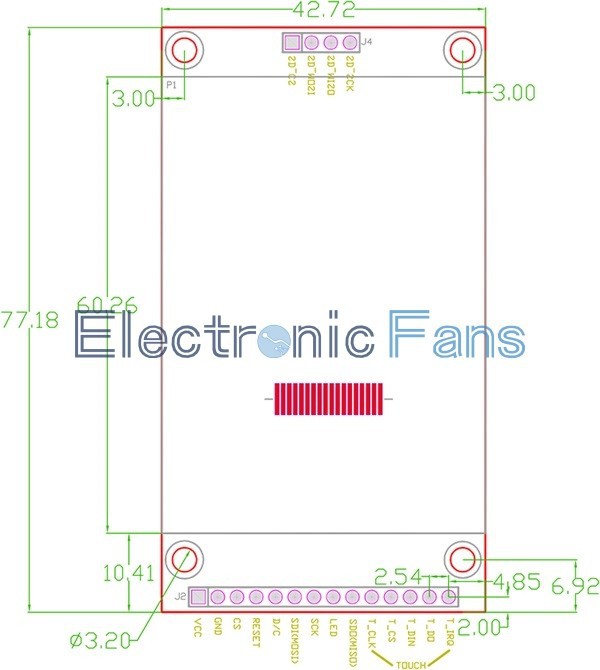 42.72
J4
SD_CS
SD_MOSI
SD_MISO
SD_SCK
P1
3.00
3.00
60.26
77.18
Electronic Fans
10.41
2.54
4.85
6.92
J2
2.00
ø3.20
VCC
GND
CS
RESET
D/C
SDI(MOSI)
SCK
LED
SDO(MISO)
T_CLK
T_CS
T_DIN
T_DO
T_IRQ
TOUCH